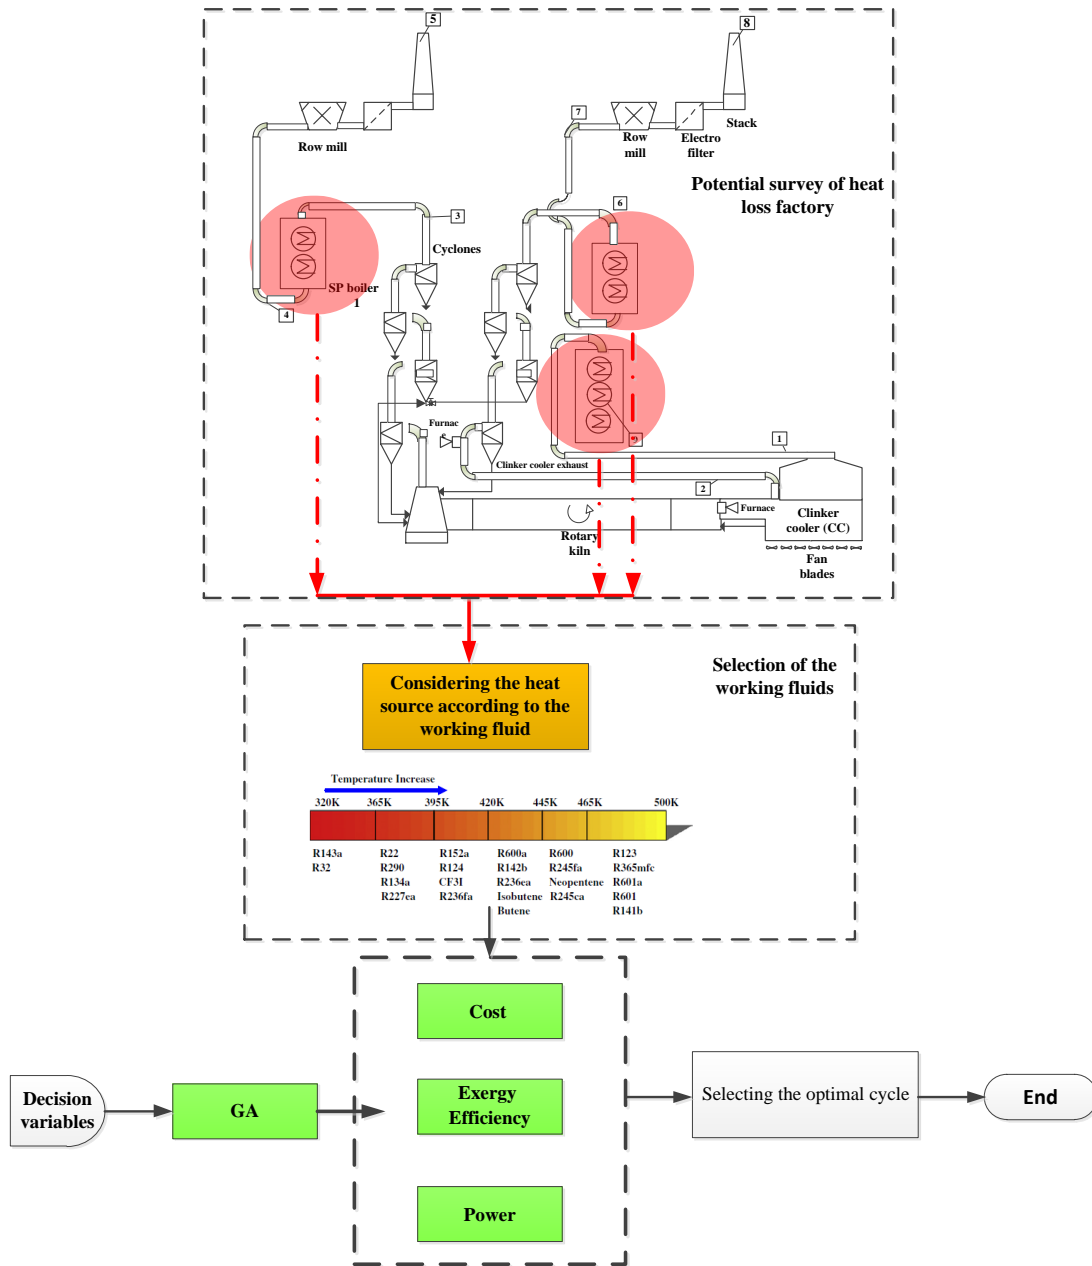 5
8
7
Row mill
Row
mill
Electro
filter
Stack
Potential survey of heat
loss factory
6
3
Cyclones
SP boiler
1
4
Furnac
e
9
1
Clinker cooler exhaust
2
Furnace
Clinker
cooler (CC)
Rotary
kiln
Fan
blades
Selection of the
working fluids
Considering the heat
source according to the
working fluid
Temperature Increase
320K 365K 395K 420K 445K 465K 500K
R143a R22 R152a R600a R600 R123
R32 R290 R124 R142b R245fa R365mfc
R134a CF3I R236ea Neopentene R601a
R227ea R236fa Isobutene R245ca R601
Butene R141b
Cost
Decision
variables
GA
Exergy
Efficiency
Selecting the optimal cycle
End
Power